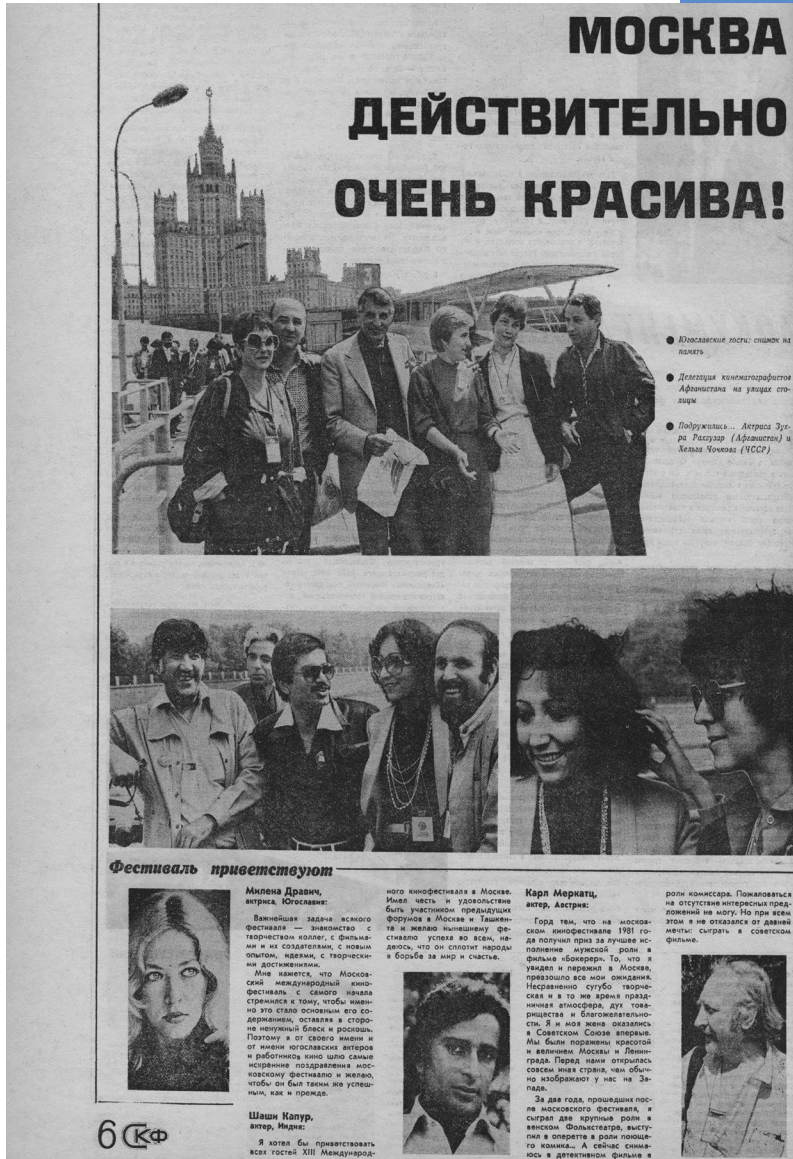 МОСКВА
ДЕЙСТВИТЕЛЬНО
ОЧЕНЬ КРАСИВА!
● Югославские гости: снимок на
память
● Делегация кинематографистов
Афганистана на улицах сто-
лицы
● Подружились... Актриса Зух-
ра Рахгузар (Афганистан) и
Хельга Чочкова (ЧССР)
Фестиваль приветствуют
Милена Дравич,
актриса, Югославия:
Важнейшая задача всякого
фестиваля — знакомство с
творчеством коллег, с фильма-
ми и их создателями, с новым
опытом, идеями, с творчески-
ми достижениями.
Мне кажется, что Москов-
ский международный кино-
фестиваль с самого начала
стремился к тому, чтобы имен-
но это стало основным его со-
держанием, оставляя в сторо-
не ненужный блеск и роскошь.
Поэтому я от своего имени и
от имени югославских актеров
и работников кино шлю самые
искренние поздравления мос-
ковскому фестивалю и желаю,
чтобы он был таким же успеш-
ным, как и прежде.
Шаши Капур,
актер, Индия:
Я хотел бы приветствовать
всех гостей XIII Международ-
ного кинофестиваля в Москве.
Имел честь и удовольствие
быть участником предыдущих
форумов в Москве и Ташкен-
те и желаю нынешнему фе-
стивалю успеха во всем, на-
деюсь, что он сплотит народы
в борьбе за мир и счастье.
Карл Меркатц,
актер, Австрия:
Горд тем, что на москов-
ском кинофестивале 1981 го-
да получил приз за лучшее ис-
полнение мужской роли в
фильме «Бокерер». То, что я
увидел и пережил в Москве,
превзошло все мои ожидания.
Несравненно сугубо творче-
ская и в то же время празд-
ничная атмосфера, дух това-
рищества и благожелательно-
сти. Я и моя жена оказались
в Советском Союзе впервые.
Мы были поражены красотой
и величием Москвы и Ленин-
града. Перед нами открылась
совсем иная страна, чем обыч-
но изображают у нас на За-
паде.
За два года, прошедших пос-
ле московского фестиваля, я
сыграл две крупные роли в
венском Фольксteатре, высту-
пил в оперетте в роли поюще-
го комика... А сейчас снима-
юсь в детективном фильме в
роли комиссара. Пожаловаться
на отсутствие интересных пред-
ложений не могу. Но при всем
этом я не отказался от давней
мечты: сыграть в советском
фильме.
6 СКФ